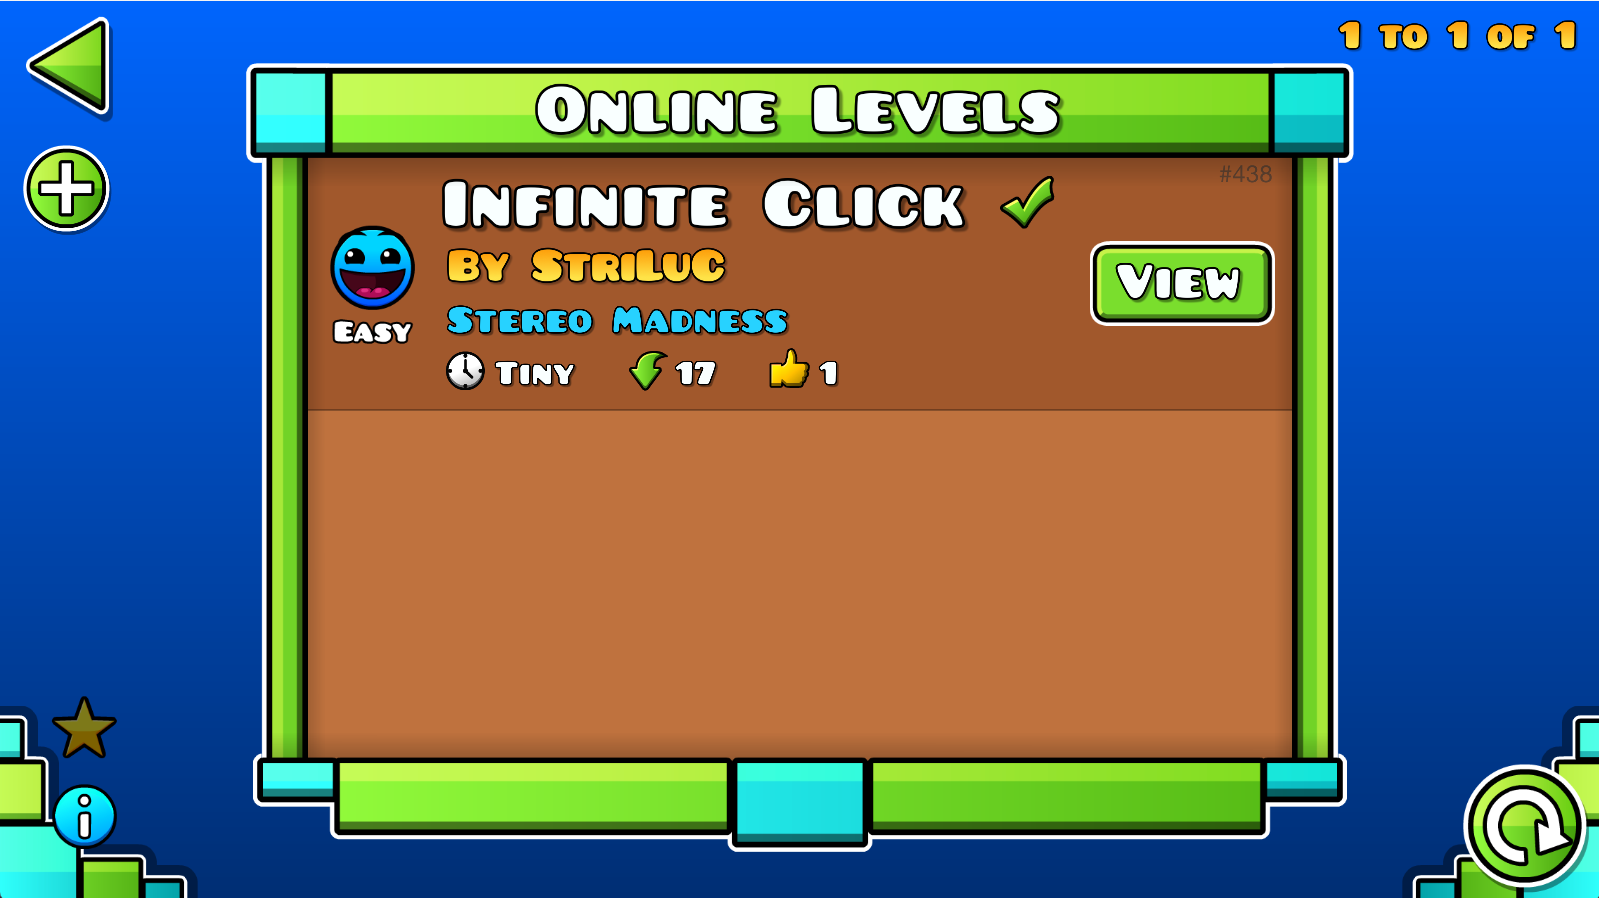 1 to 1 of 1
Online Levels
#438
Infinite Click
By StriLuC
View
Stereo Madness
Easy
Tiny 17 1